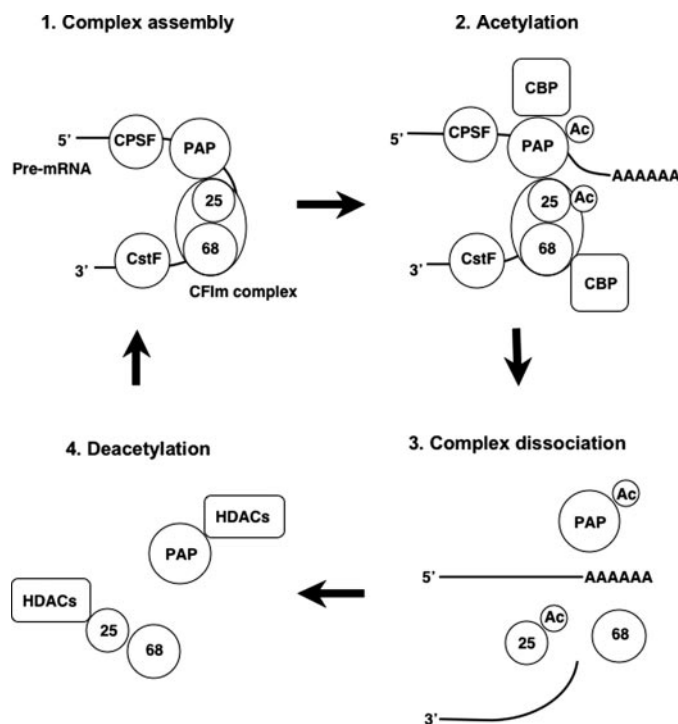 1. Complex assembly
5’
CPSF
PAP
Pre-mRNA
25
68
3’
CstF
CFIm complex
2. Acetylation
CBP
5’
CPSF
PAP
Ac
AAAAAA
25
Ac
68
3’
CstF
CBP
3. Complex dissociation
Ac
PAP
5’
AAAAAA
Ac
25
68
3’
4. Deacetylation
HDACs
PAP
HDACs
25
68